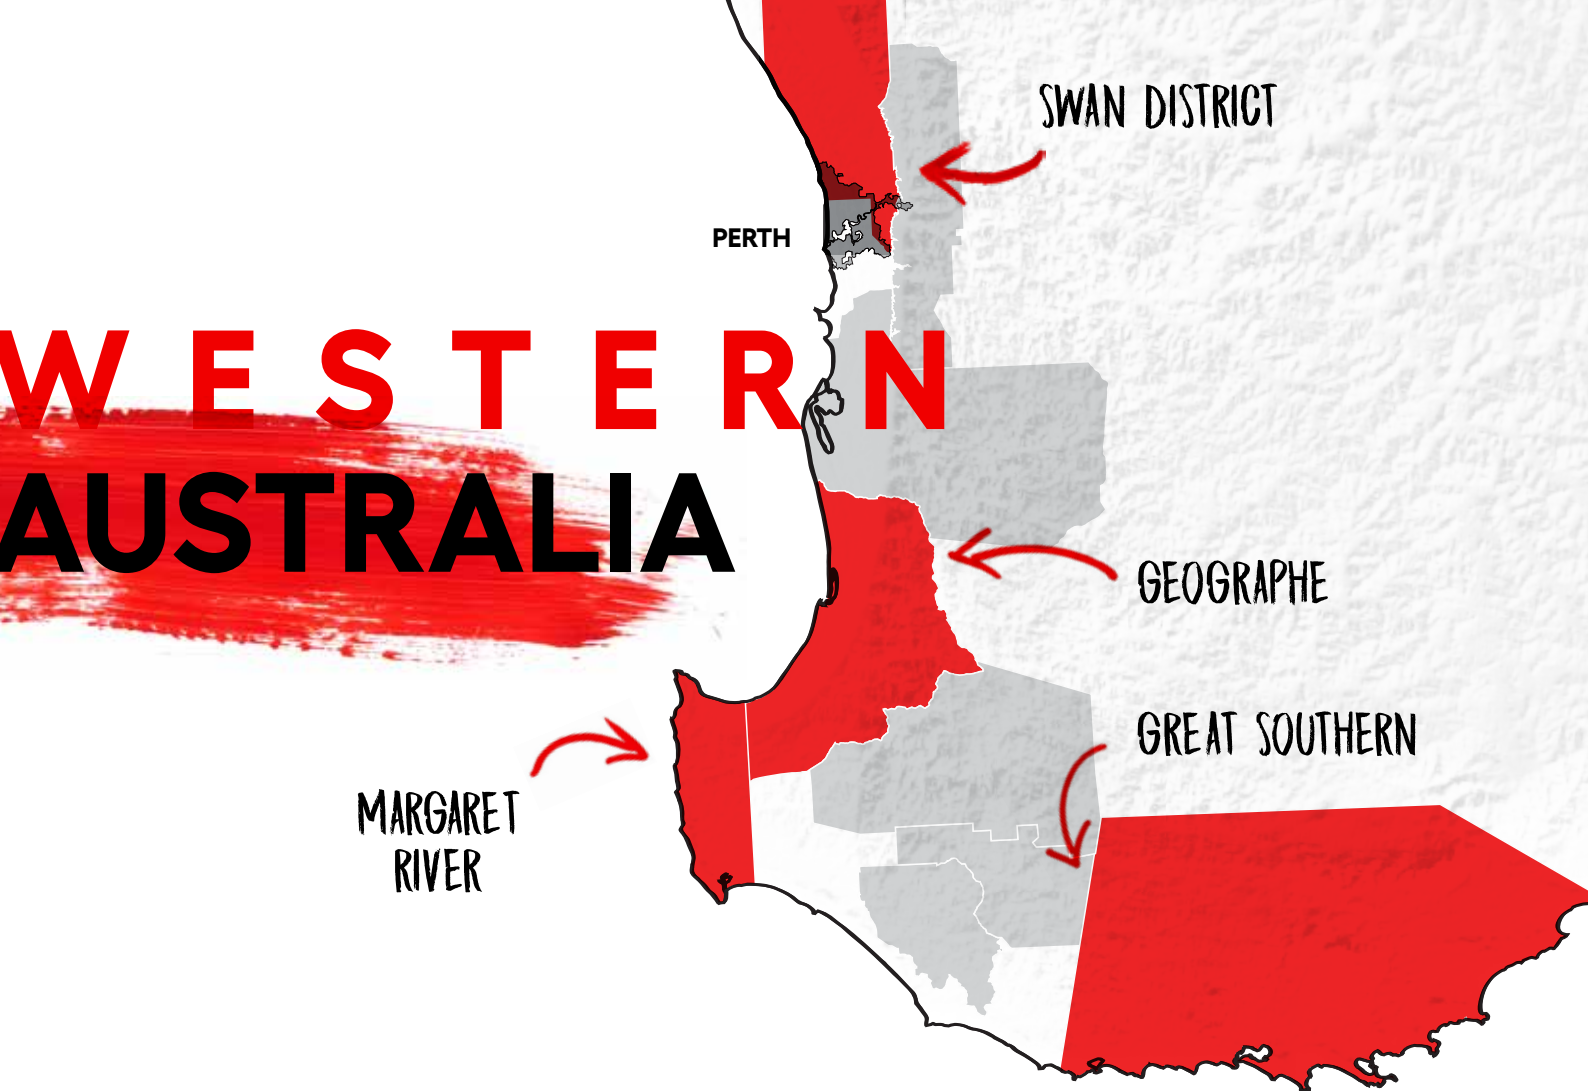 SWAN DISTRICT
PERTH
WESTERN
AUSTRALIA
GEOGRAPHE
GREAT SOUTHERN
MARGARET
RIVER